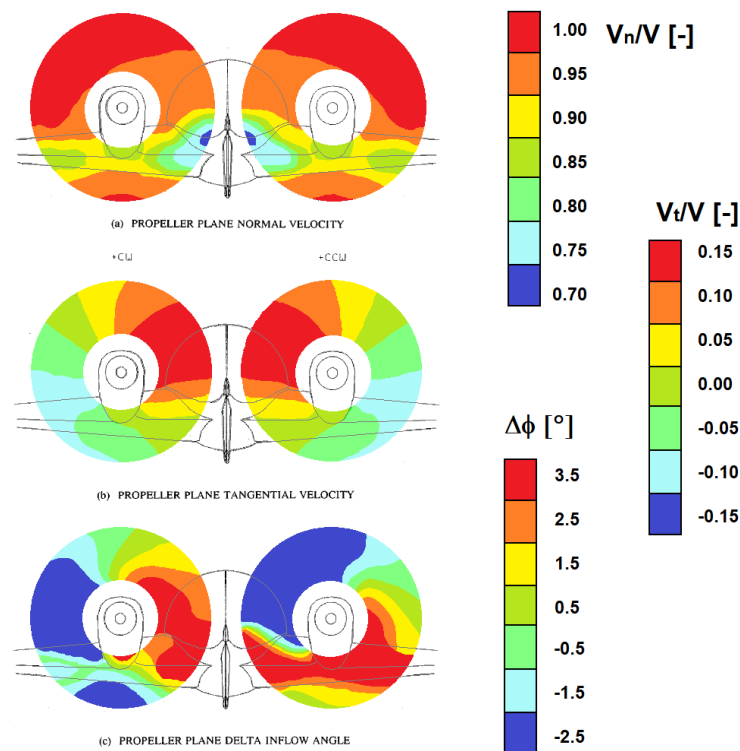 1.00
0.95
0.90
0.85
0.80
0.75
0.70
Vn/V [-]
(a) PROPELLER PLANE NORMAL VELOCITY
Vt/V [-]
0.15
0.10
0.05
0.00
-0.05
-0.10
-0.15
+CW
+CCW
(b) PROPELLER PLANE TANGENTIAL VELOCITY
Δϕ [°]
3.5
2.5
1.5
0.5
-0.5
-1.5
-2.5
(c) PROPELLER PLANE DELTA INFLOW ANGLE